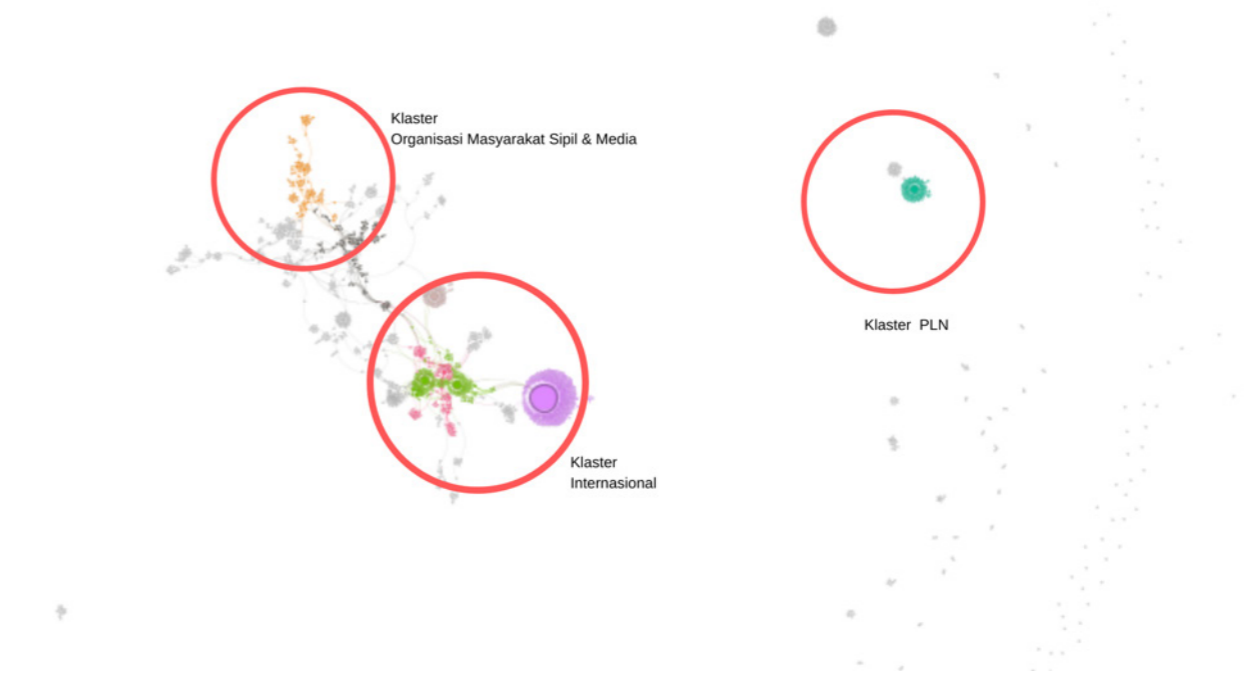 Klaster
Organisasi Masyarakat Sipil & Media
Klaster PLN
Klaster
Internasional